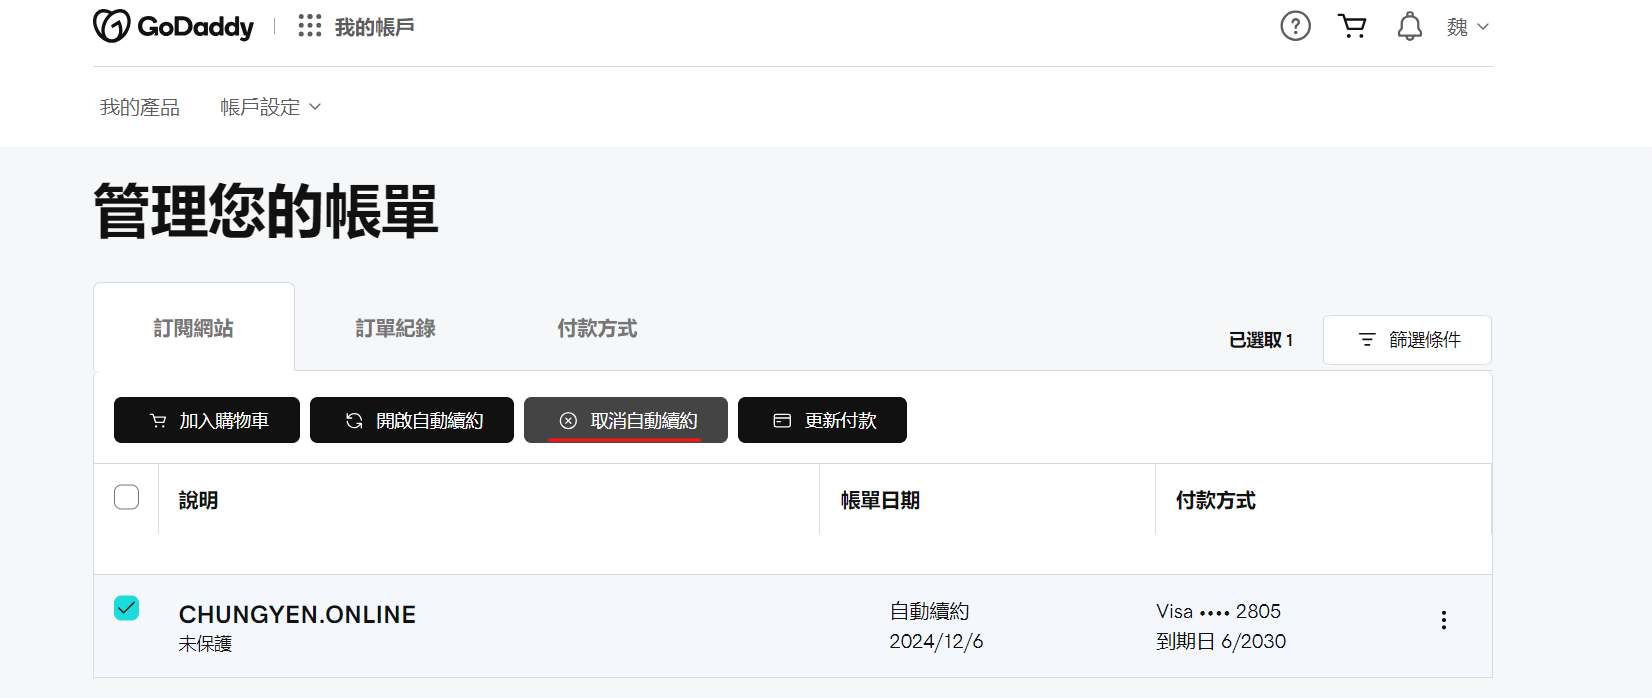 GoDaddy 我的帳戶 魏
我的產品 帳戶設定
管理您的帳單
訂閱網站 訂單紀錄 付款方式 已選取 1 篩選條件
加入購物車 開啟自動續約 取消自動續約 更新付款
說明 帳單日期 付款方式
CHUNGYEN.ONLINE 自動續約 Visa •••• 2805
未保護 2024/12/6 到期日 6/2030